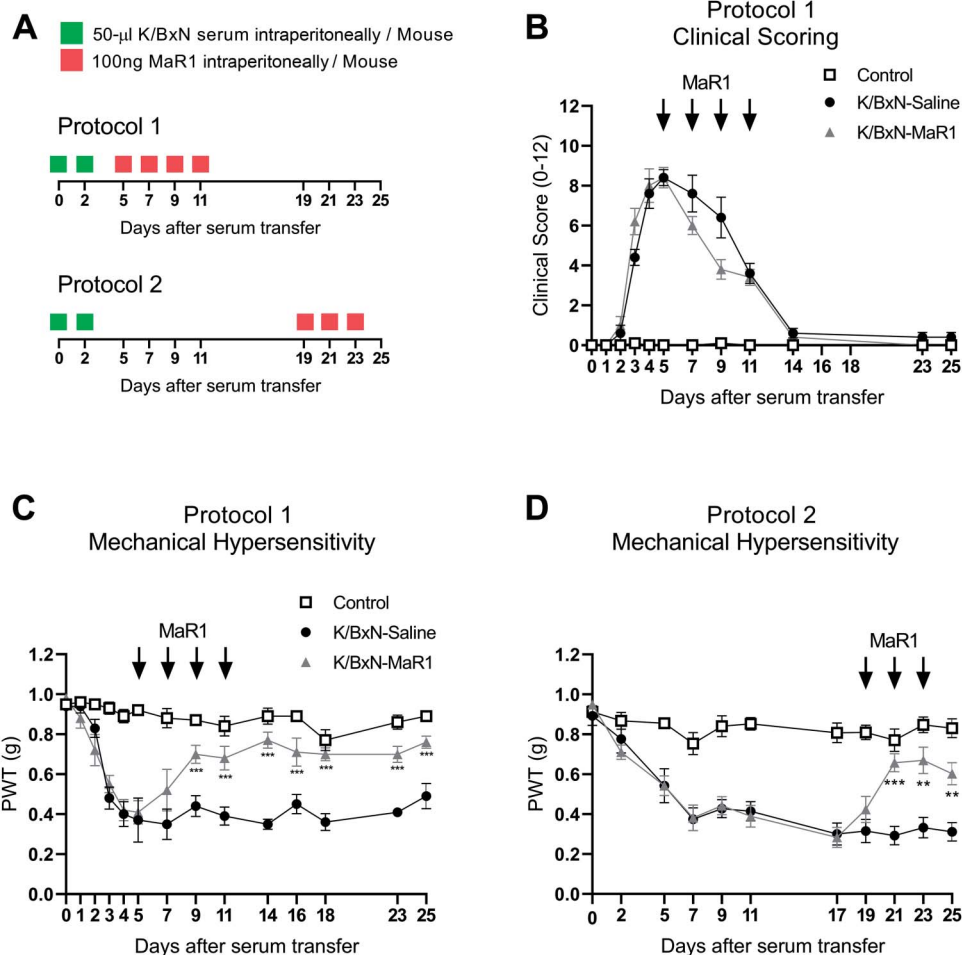 A
50-µl K/BxN serum intraperitoneally / Mouse
100ng MaR1 intraperitoneally / Mouse
Protocol 1
0 2 5 7 9 11 19 21 23 25
Days after serum transfer
Protocol 2
0 2 5 7 9 11 19 21 23 25
Days after serum transfer
B
Protocol 1
Clinical Scoring
MaR1
Control
K/BxN-Saline
K/BxN-MaR1
Clinical Score (0-12)
12
10
8
6
4
2
0
0 1 2 3 4 5 7 9 11 14 16 18 23 25
Days after serum transfer
C
Protocol 1
Mechanical Hypersensitivity
Control
K/BxN-Saline
K/BxN-MaR1
MaR1
PWT (g)
1.2
1.0
0.8
0.6
0.4
0.2
0.0
*** *** *** *** *** *** ***
0 1 2 3 4 5 7 9 11 14 16 18 23 25
Days after serum transfer
D
Protocol 2
Mechanical Hypersensitivity
MaR1
PWT (g)
1.2
1.0
0.8
0.6
0.4
0.2
0.0
*** ** **
0 2 5 7 9 11 17 19 21 23 25
Days after serum transfer